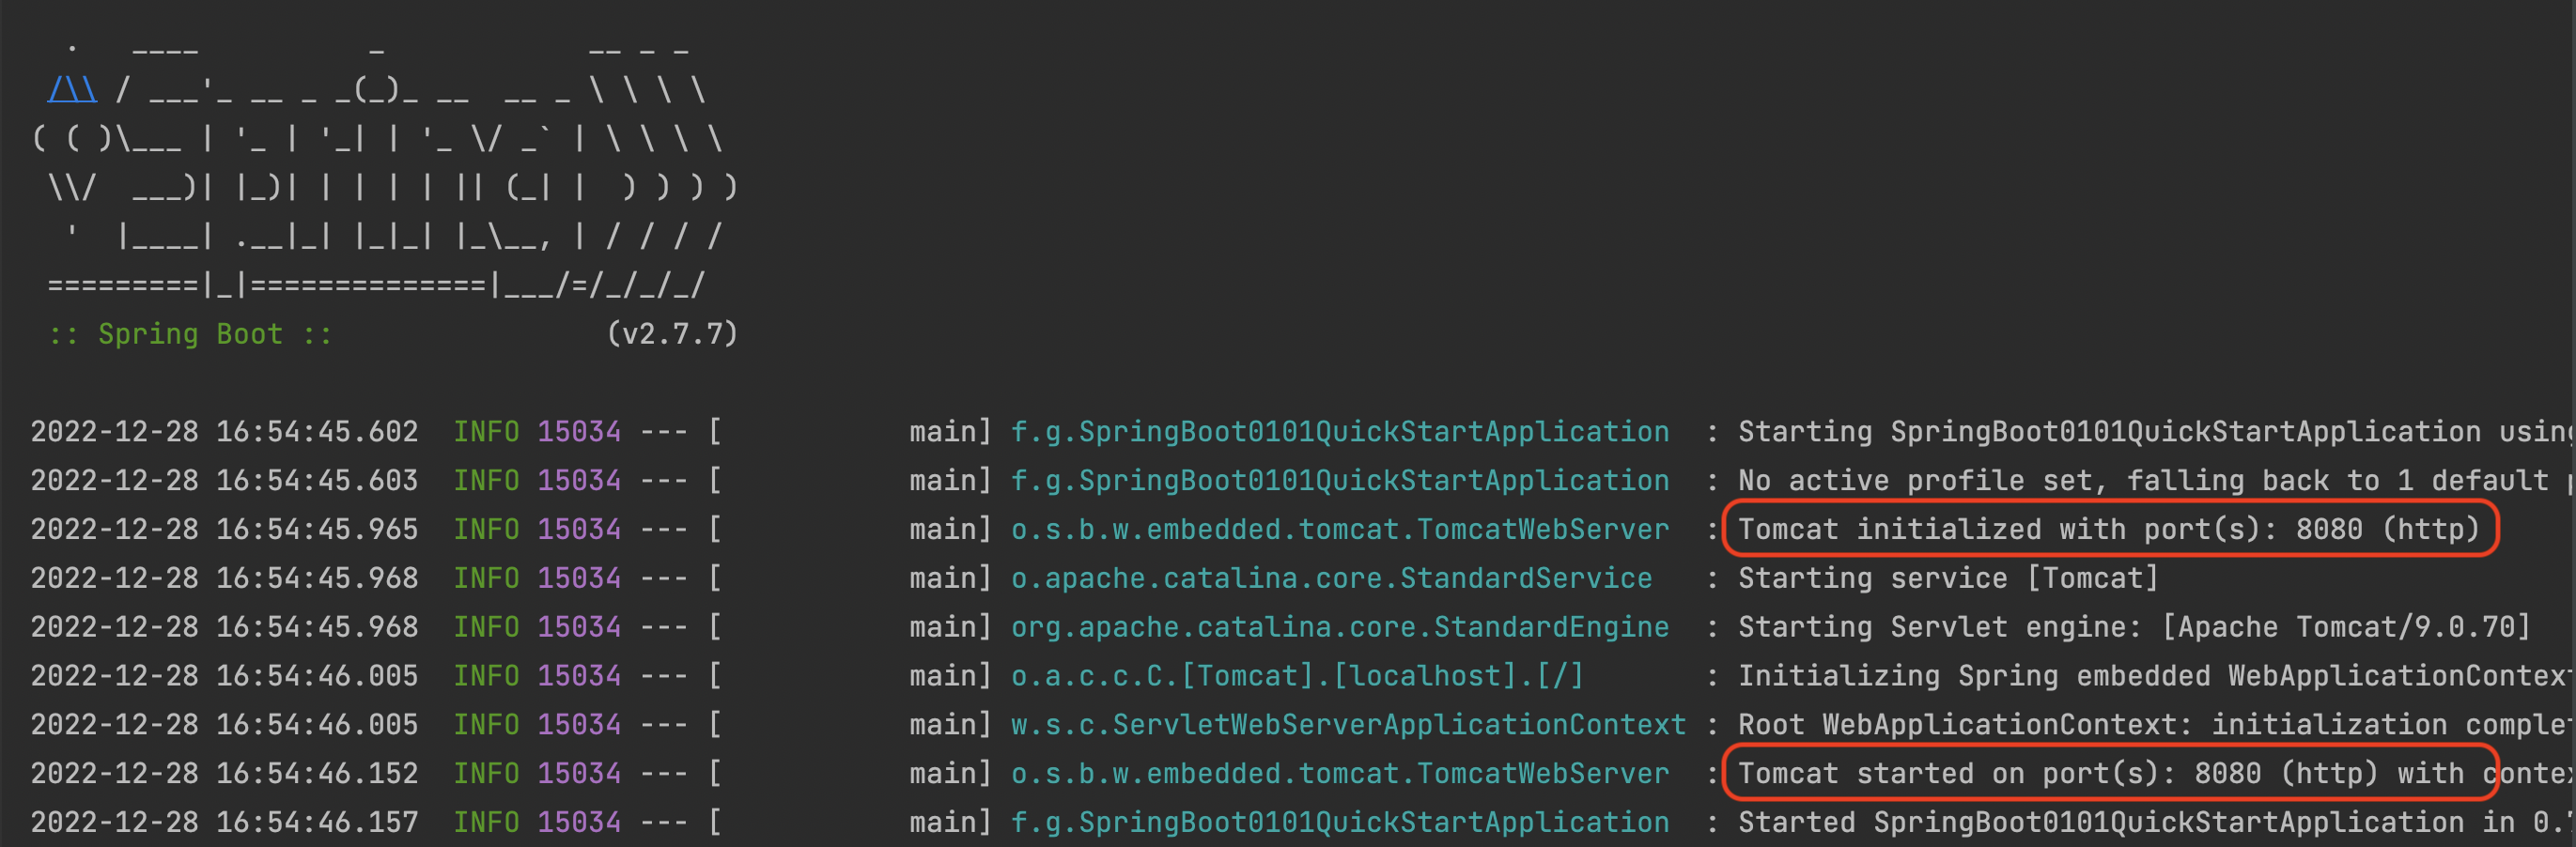 .   ____          _            __ _ _
 /\\ / ___'_ __ _ _(_)_ __  __ _ \ \ \ \
( ( )\___ | '_ | '_| | '_ \/ _` | \ \ \ \
 \\/  ___)| |_)| | | | | || (_| |  ) ) ) )
  '  |____| .__|_| |_|_| |_\__, | / / / /
 =========|_|==============|___/=/_/_/_/
 :: Spring Boot ::                (v2.7.7)
2022-12-28 16:54:45.602  INFO 15034 --- [           main] f.g.SpringBoot0101QuickStartApplication  : Starting SpringBoot0101QuickStartApplication using
2022-12-28 16:54:45.603  INFO 15034 --- [           main] f.g.SpringBoot0101QuickStartApplication  : No active profile set, falling back to 1 default
2022-12-28 16:54:45.965  INFO 15034 --- [           main] o.s.b.w.embedded.tomcat.TomcatWebServer  : Tomcat initialized with port(s): 8080 (http)
2022-12-28 16:54:45.968  INFO 15034 --- [           main] o.apache.catalina.core.StandardService   : Starting service [Tomcat]
2022-12-28 16:54:45.968  INFO 15034 --- [           main] org.apache.catalina.core.StandardEngine  : Starting Servlet engine: [Apache Tomcat/9.0.70]
2022-12-28 16:54:46.005  INFO 15034 --- [           main] o.a.c.c.C.[Tomcat].[localhost].[/]       : Initializing Spring embedded WebApplicationContext
2022-12-28 16:54:46.005  INFO 15034 --- [           main] w.s.c.ServletWebServerApplicationContext : Root WebApplicationContext: initialization comple
2022-12-28 16:54:46.152  INFO 15034 --- [           main] o.s.b.w.embedded.tomcat.TomcatWebServer  : Tomcat started on port(s): 8080 (http) with conte
2022-12-28 16:54:46.157  INFO 15034 --- [           main] f.g.SpringBoot0101QuickStartApplication  : Started SpringBoot0101QuickStartApplication in 0.